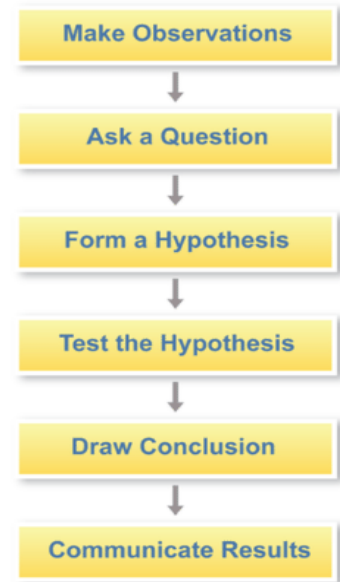 Make Observations
Ask a Question
Form a Hypothesis
Test the Hypothesis
Draw Conclusion
Communicate Results